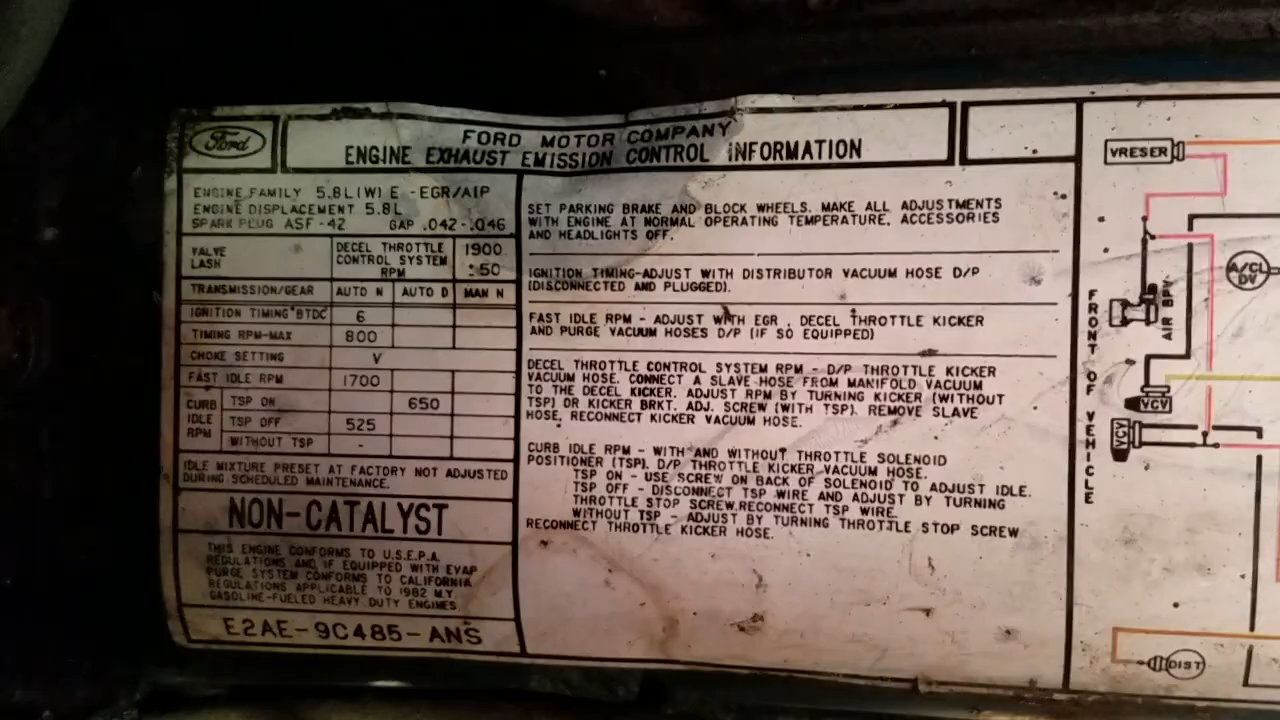 Ford
FORD MOTOR COMPANY
ENGINE EXHAUST EMISSION CONTROL INFORMATION
ENGINE FAMILY 5.8L(W) E -EGR/AIP
ENGINE DISPLACEMENT 5.8L
SPARK PLUG ASF-42 GAP .042-.046
VALVE LASH
DECEL THROTTLE CONTROL SYSTEM RPM
1900 ±50
TRANSMISSION/GEAR AUTO N AUTO D MAN N
IGNITION TIMING °BTDC 6
TIMING RPM-MAX 800
CHOKE SETTING V
FAST IDLE RPM 1700
CURB IDLE RPM
TSP ON 650
TSP OFF 525
WITHOUT TSP -
IDLE MIXTURE PRESET AT FACTORY NOT ADJUSTED
DURING SCHEDULED MAINTENANCE.
NON-CATALYST
THIS ENGINE CONFORMS TO U.S.E.P.A.
REGULATIONS AND IF EQUIPPED WITH EVAP
PURGE SYSTEM CONFORMS TO CALIFORNIA
REGULATIONS APPLICABLE TO 1982 M.Y.
GASOLINE-FUELED HEAVY DUTY ENGINES
E2AE-9C485-ANS
SET PARKING BRAKE AND BLOCK WHEELS. MAKE ALL ADJUSTMENTS
WITH ENGINE AT NORMAL OPERATING TEMPERATURE, ACCESSORIES
AND HEADLIGHTS OFF.
IGNITION TIMING-ADJUST WITH DISTRIBUTOR VACUUM HOSE D/P
(DISCONNECTED AND PLUGGED).
FAST IDLE RPM - ADJUST WITH EGR , DECEL THROTTLE KICKER
AND PURGE VACUUM HOSES D/P (IF SO EQUIPPED)
DECEL THROTTLE CONTROL SYSTEM RPM - D/P THROTTLE KICKER
VACUUM HOSE. CONNECT A SLAVE HOSE FROM MANIFOLD VACUUM
TO THE DECEL KICKER. ADJUST RPM BY TURNING KICKER (WITHOUT
TSP) OR KICKER BRKT. ADJ. SCREW (WITH TSP). REMOVE SLAVE
HOSE, RECONNECT KICKER VACUUM HOSE.
CURB IDLE RPM - WITH AND WITHOUT THROTTLE SOLENOID
POSITIONER (TSP). D/P THROTTLE KICKER VACUUM HOSE.
TSP ON - USE SCREW ON BACK OF SOLENOID TO ADJUST IDLE.
TSP OFF - DISCONNECT TSP WIRE AND ADJUST BY TURNING
THROTTLE STOP SCREW.RECONNECT TSP WIRE.
WITHOUT TSP - ADJUST BY TURNING THROTTLE STOP SCREW
RECONNECT THROTTLE KICKER HOSE.
FRONT OF VEHICLE
VRESER
AIR BPV
A/CL
DV
VCV
VCV
DIST